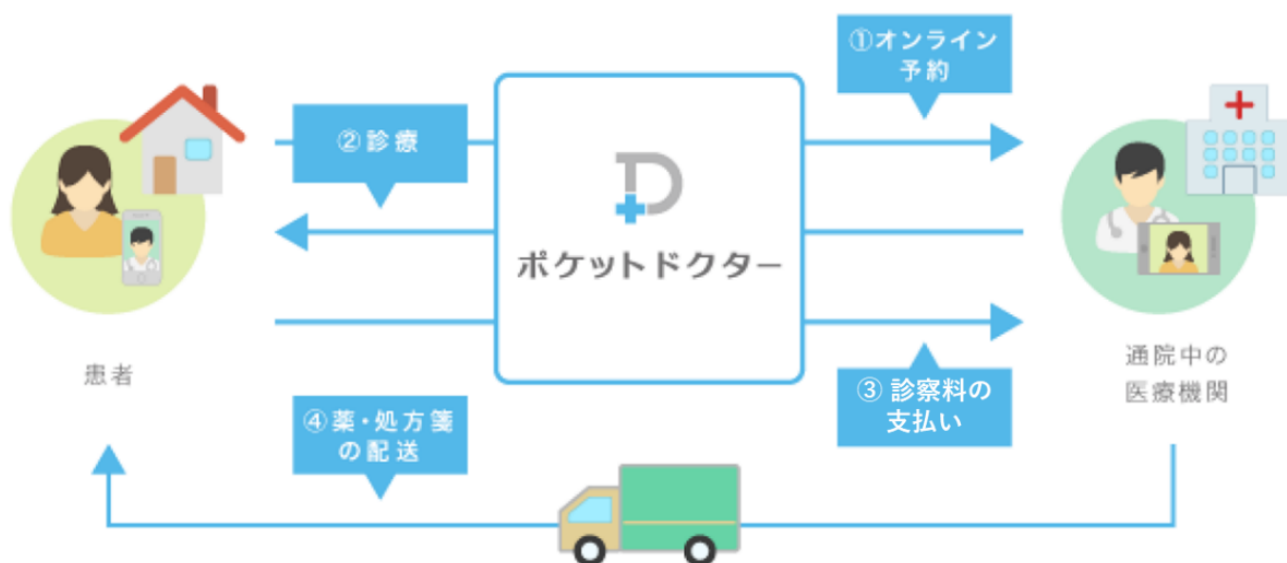 ①オンライン
予約
②診療
ポケットドクター
患者
通院中の
医療機関
③ 診察料の
支払い
④薬・処方箋
の配送